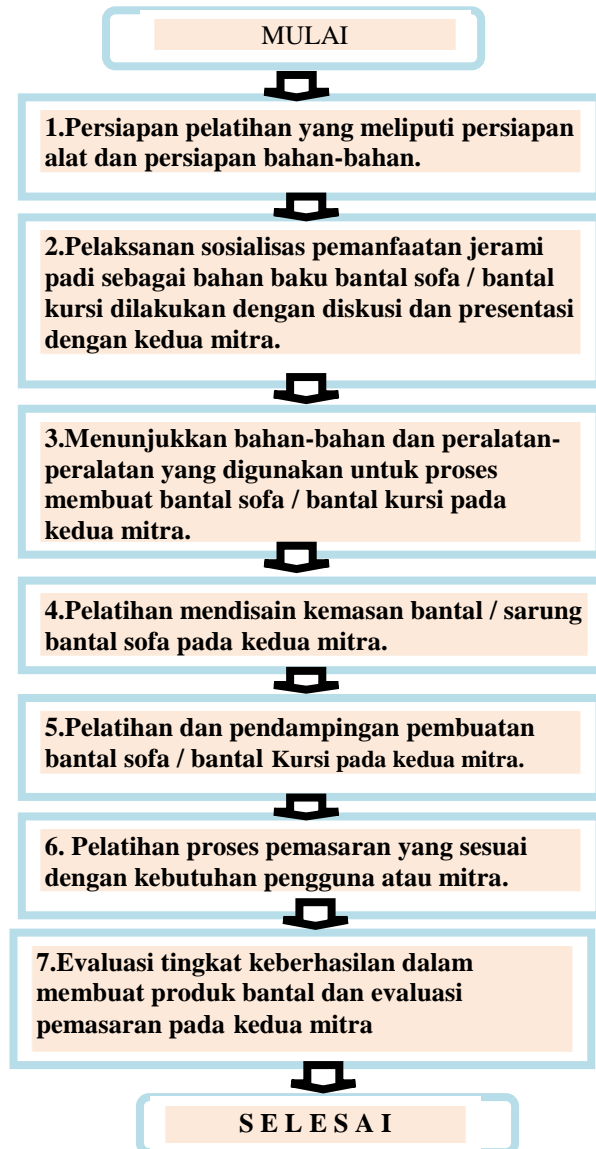 MULAI
1.Persiapan pelatihan yang meliputi persiapan
alat dan persiapan bahan-bahan.
2.Pelaksanan sosialisas pemanfaatan jerami
padi sebagai bahan baku bantal sofa / bantal
kursi dilakukan dengan diskusi dan presentasi
dengan kedua mitra.
3.Menunjukkan bahan-bahan dan peralatan-
peralatan yang digunakan untuk proses
membuat bantal sofa / bantal kursi pada
kedua mitra.
4.Pelatihan mendisain kemasan bantal / sarung
bantal sofa pada kedua mitra.
5.Pelatihan dan pendampingan pembuatan
bantal sofa / bantal Kursi pada kedua mitra.
6. Pelatihan proses pemasaran yang sesuai
dengan kebutuhan pengguna atau mitra.
7.Evaluasi tingkat keberhasilan dalam
membuat produk bantal dan evaluasi
pemasaran pada kedua mitra
S E L E S A I